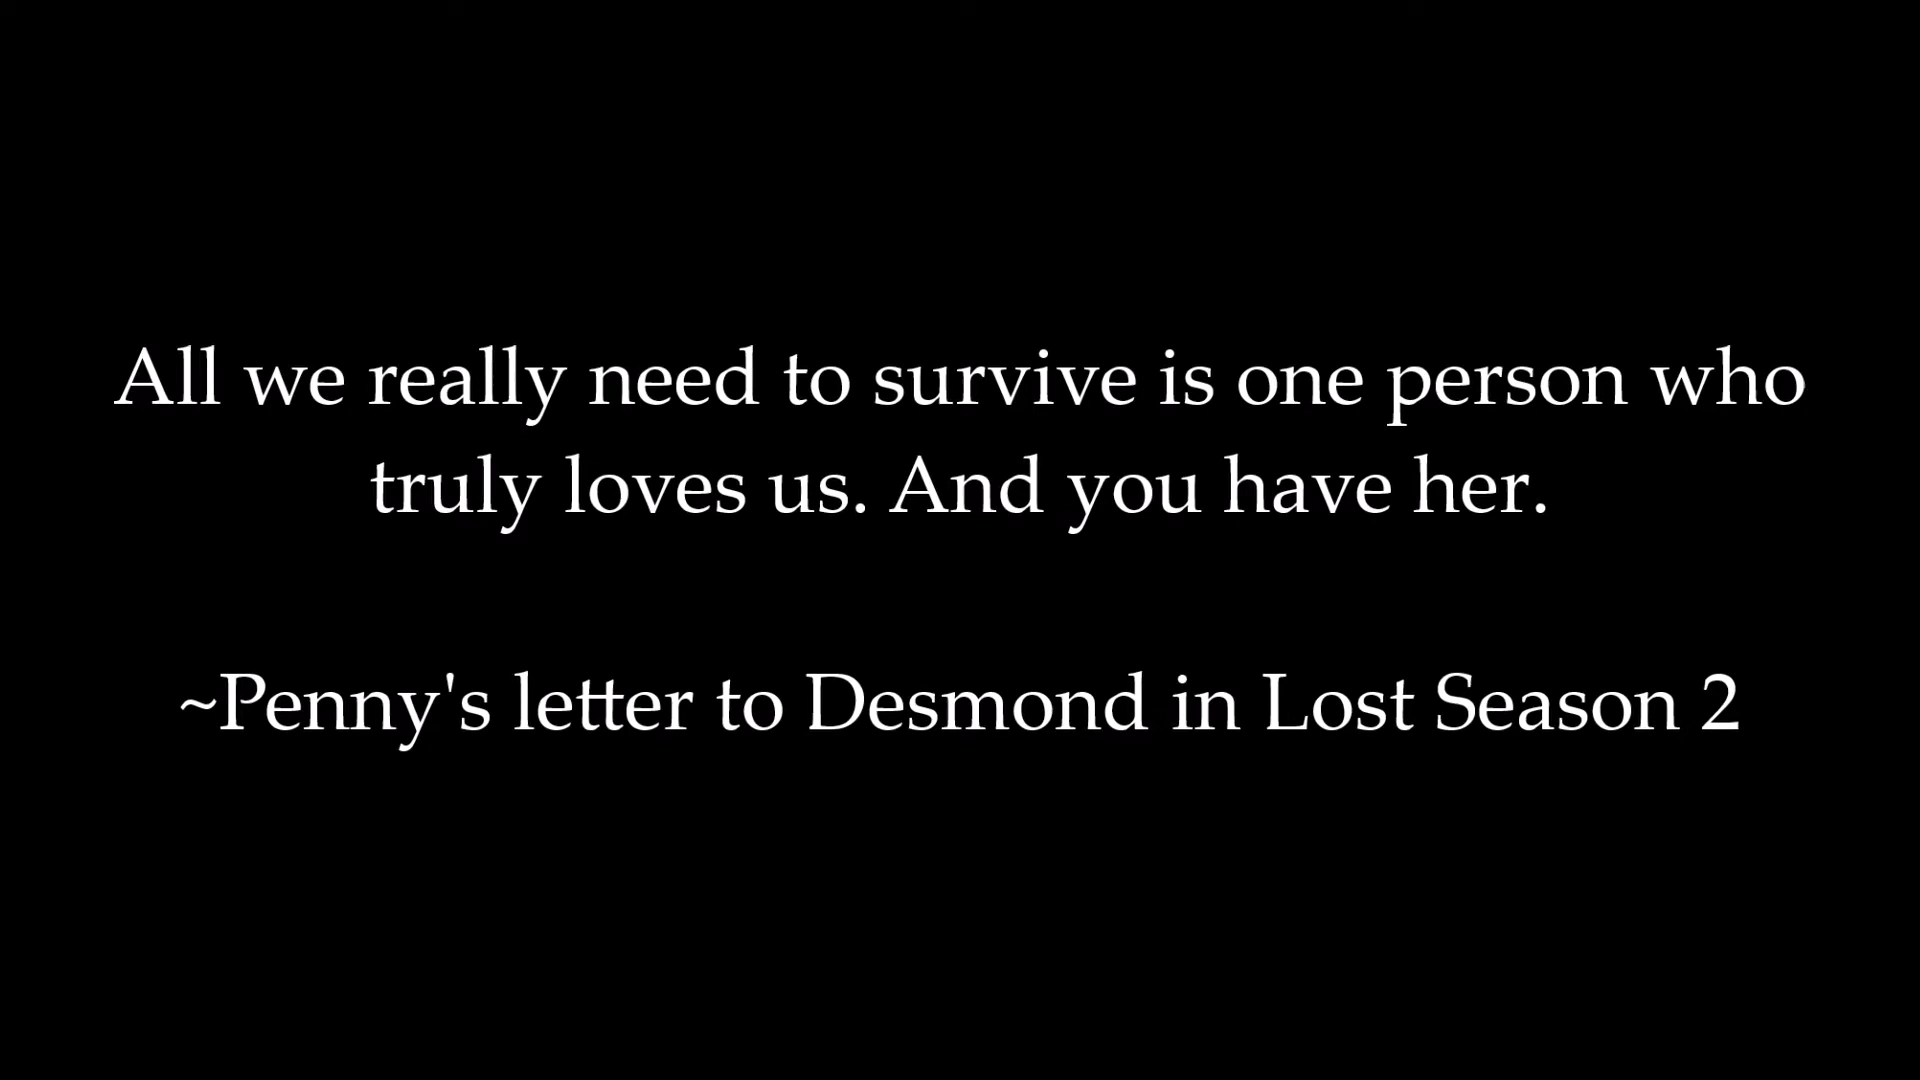 All we really need to survive is one person who
truly loves us. And you have her.
~Penny's letter to Desmond in Lost Season 2